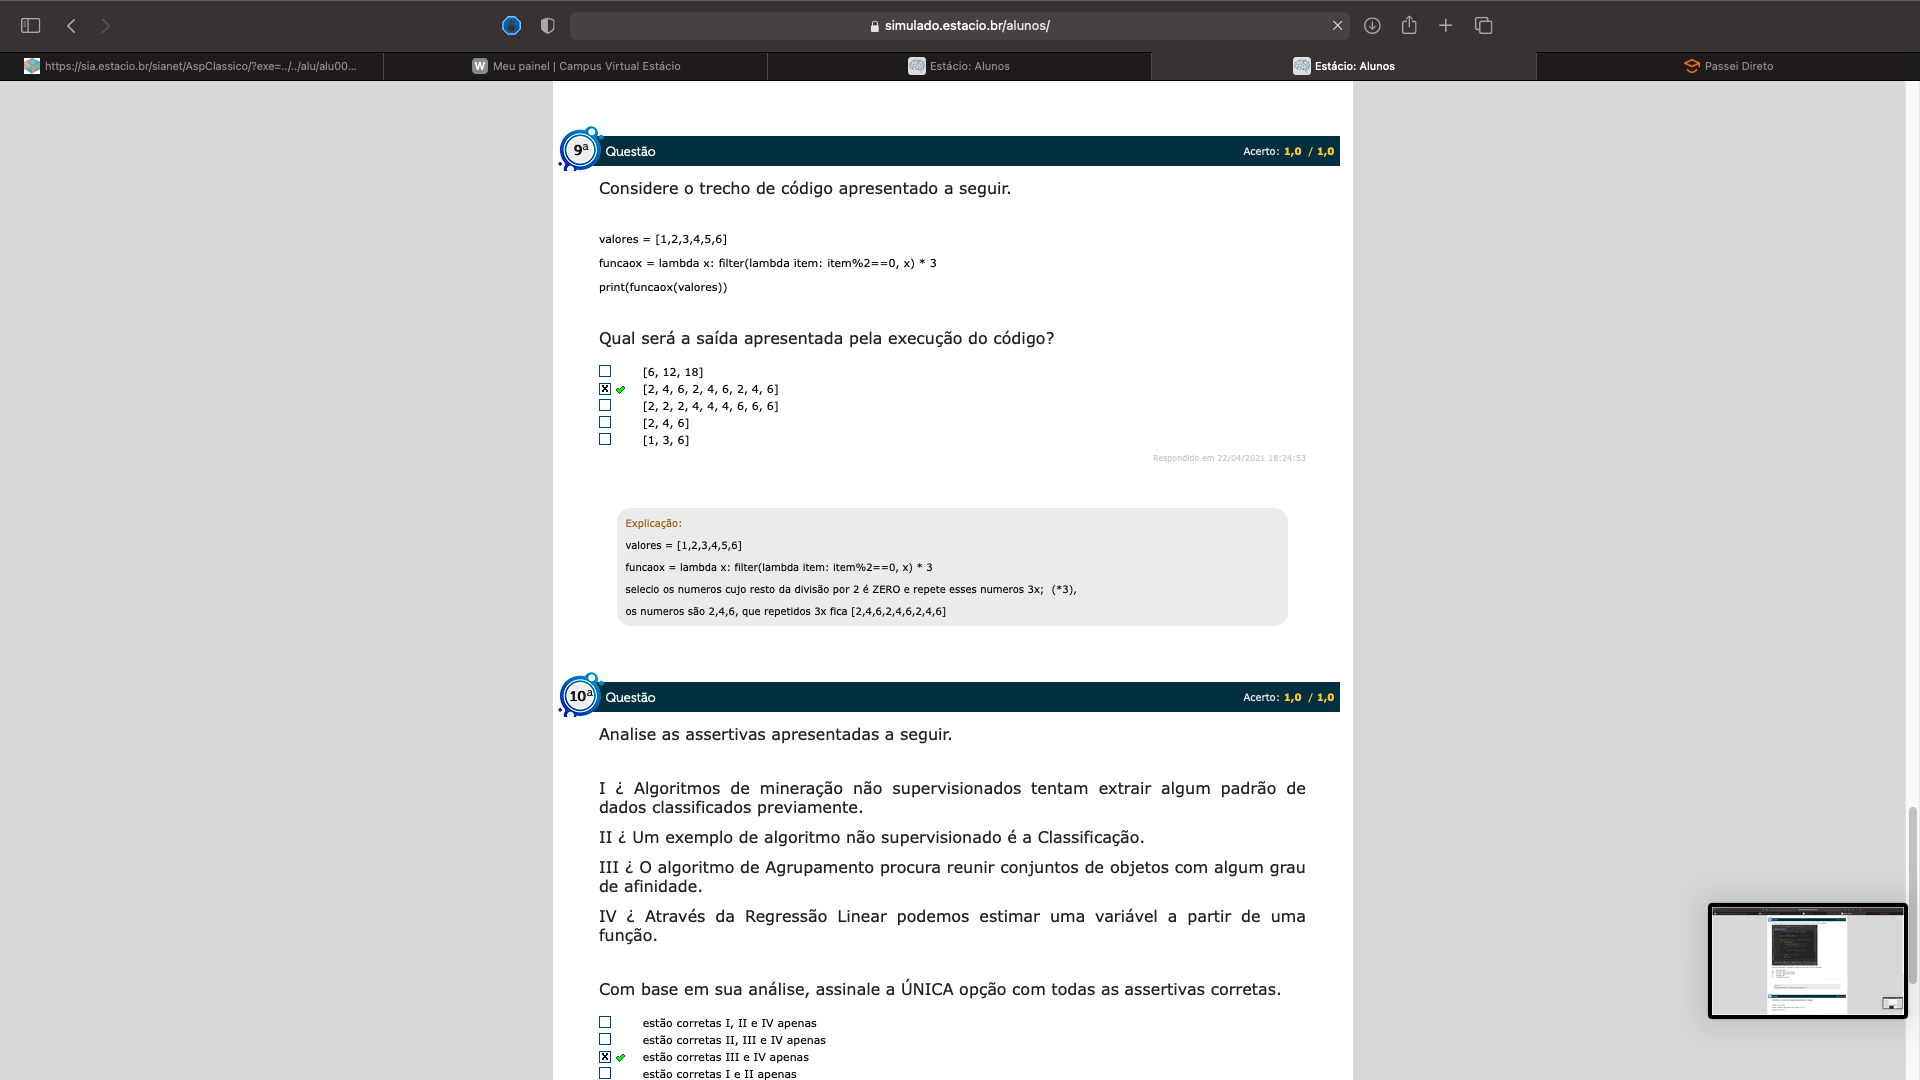 simulado.estacio.br/alunos/
https://sia.estacio.br/sianet/AspClassico/?exe=../../alu/alu00...
W Meu painel | Campus Virtual Estácio
Estácio: Alunos
Estácio: Alunos
Passei Direto
9ª Questão
Acerto: 1,0 / 1,0
Considere o trecho de código apresentado a seguir.
valores = [1,2,3,4,5,6]
funcaox = lambda x: filter(lambda item: item%2==0, x) * 3
print(funcaox(valores))
Qual será a saída apresentada pela execução do código?
[6, 12, 18]
X [2, 4, 6, 2, 4, 6, 2, 4, 6]
[2, 2, 2, 4, 4, 4, 6, 6, 6]
[2, 4, 6]
[1, 3, 6]
Respondido em 22/04/2021 18:24:53
Explicação:
valores = [1,2,3,4,5,6]
funcaox = lambda x: filter(lambda item: item%2==0, x) * 3
selecio os numeros cujo resto da divisão por 2 é ZERO e repete esses numeros 3x;  (*3),
os numeros são 2,4,6, que repetidos 3x fica [2,4,6,2,4,6,2,4,6]
10ª Questão
Acerto: 1,0 / 1,0
Analise as assertivas apresentadas a seguir.
I ¿ Algoritmos de mineração não supervisionados tentam extrair algum padrão de
dados classificados previamente.
II ¿ Um exemplo de algoritmo não supervisionado é a Classificação.
III ¿ O algoritmo de Agrupamento procura reunir conjuntos de objetos com algum grau
de afinidade.
IV ¿ Através da Regressão Linear podemos estimar uma variável a partir de uma
função.
Com base em sua análise, assinale a ÚNICA opção com todas as assertivas corretas.
estão corretas I, II e IV apenas
estão corretas II, III e IV apenas
X estão corretas III e IV apenas
estão corretas I e II apenas